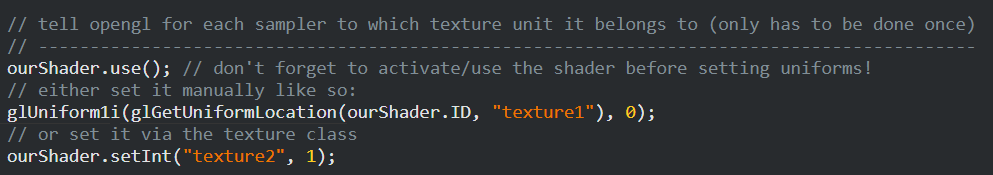 // tell opengl for each sampler to which texture unit it belongs to (only has to be done once)
// -------------------------------------------------------------------------------------------
ourShader.use(); // don't forget to activate/use the shader before setting uniforms!
// either set it manually like so:
glUniform1i(glGetUniformLocation(ourShader.ID, "texture1"), 0);
// or set it via the texture class
ourShader.setInt("texture2", 1);